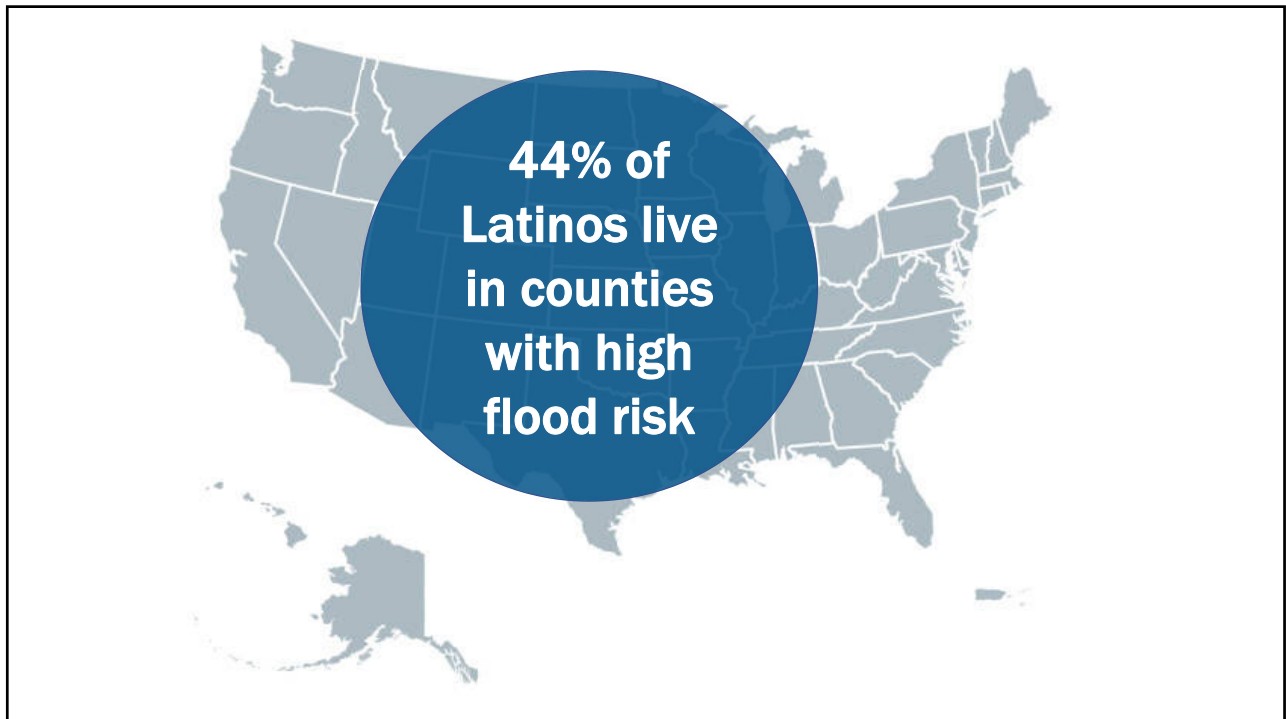 44% of
Latinos live
in counties
with high
flood risk